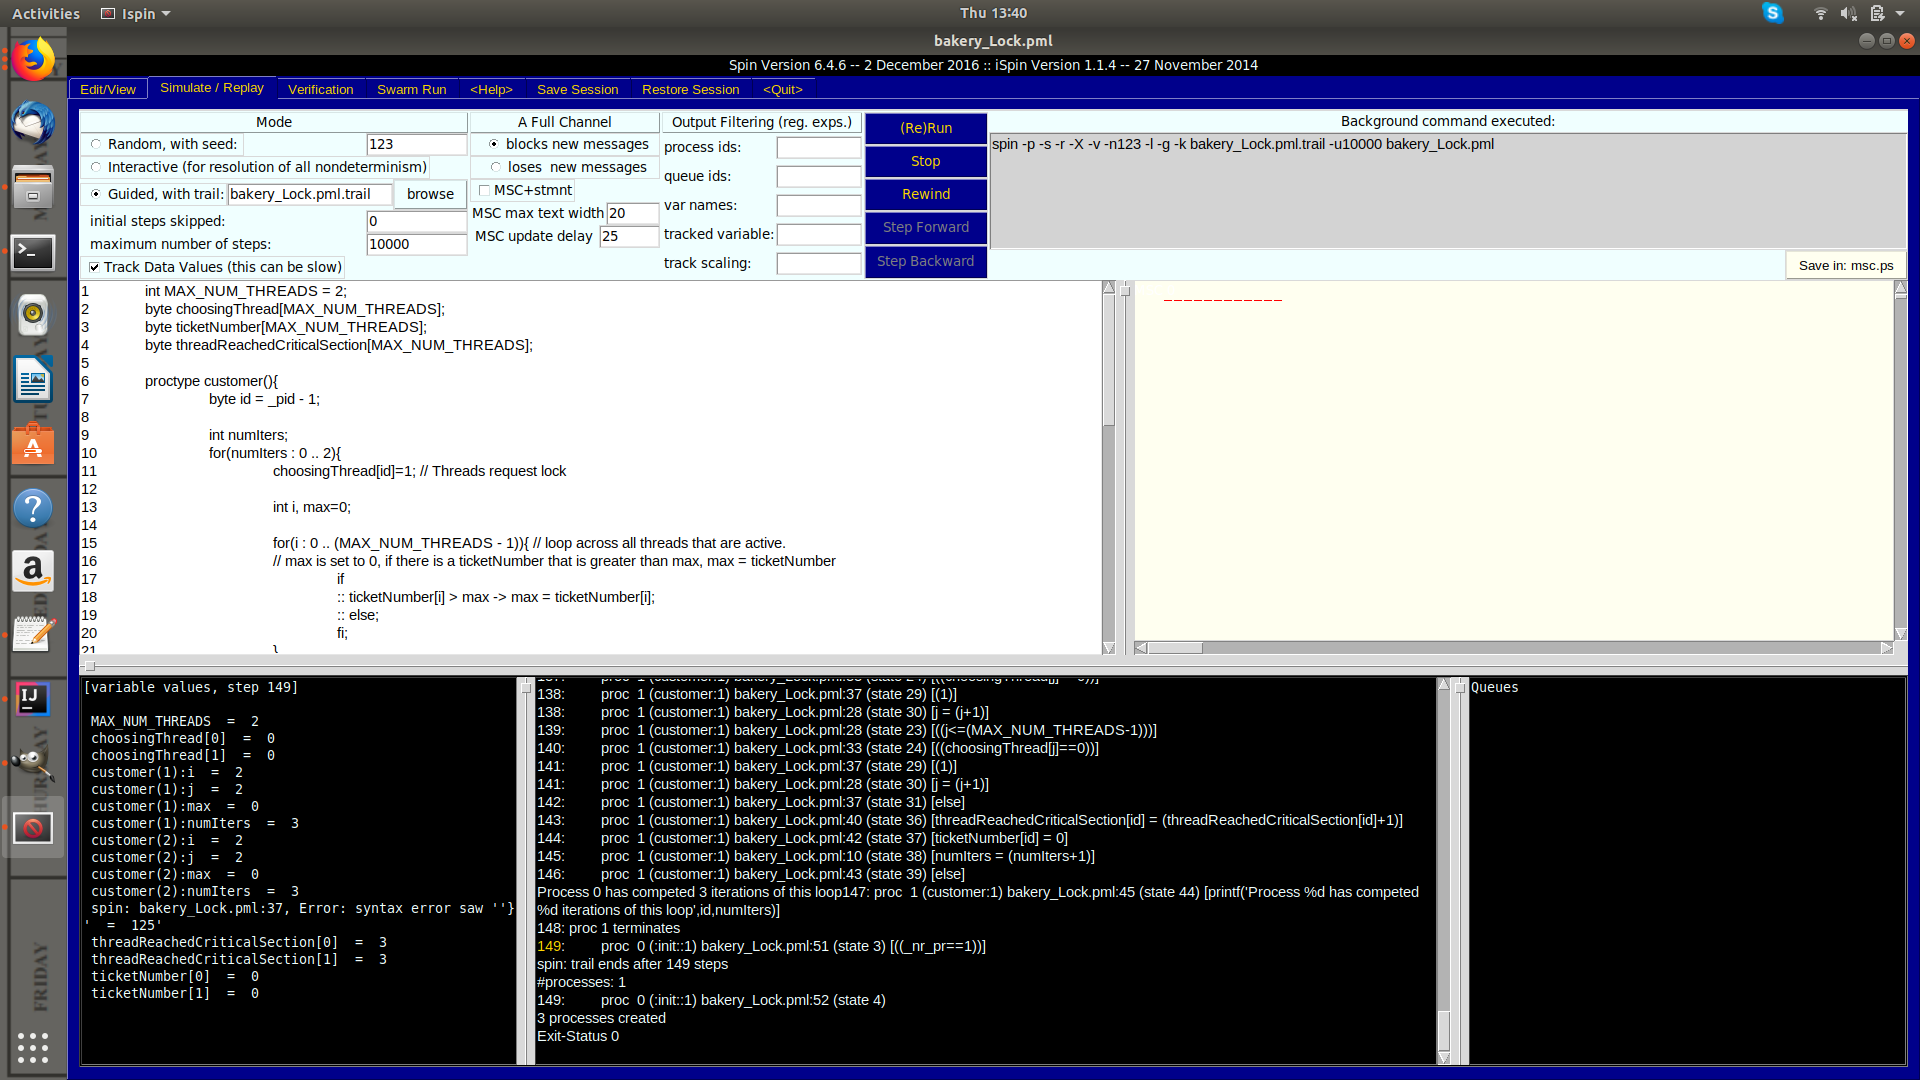 Activities
Ispin
Thu 13:40
bakery_Lock.pml
Spin Version 6.4.6 -- 2 December 2016 :: iSpin Version 1.1.4 -- 27 November 2014
Edit/View
Simulate / Replay
Verification
Swarm Run
<Help>
Save Session
Restore Session
<Quit>
Mode
Random, with seed: 123
Interactive (for resolution of all nondeterminism)
Guided, with trail: bakery_Lock.pml.trail browse
initial steps skipped: 0
maximum number of steps: 10000
Track Data Values (this can be slow)
A Full Channel
blocks new messages
loses new messages
MSC+stmnt
MSC max text width 20
MSC update delay 25
Output Filtering (reg. exps.)
process ids:
queue ids:
var names:
tracked variable:
track scaling:
(Re)Run
Stop
Rewind
Step Forward
Step Backward
Background command executed:
spin -p -s -r -X -v -n123 -l -g -k bakery_Lock.pml.trail -u10000 bakery_Lock.pml
Save in: msc.ps
1 int MAX_NUM_THREADS = 2;
2 byte choosingThread[MAX_NUM_THREADS];
3 byte ticketNumber[MAX_NUM_THREADS];
4 byte threadReachedCriticalSection[MAX_NUM_THREADS];
5
6 proctype customer(){
7 byte id = _pid - 1;
8
9 int numIters;
10 for(numIters : 0 .. 2){
11 choosingThread[id]=1; // Threads request lock
12
13 int i, max=0;
14
15 for(i : 0 .. (MAX_NUM_THREADS - 1)){ // loop across all threads that are active.
16 // max is set to 0, if there is a ticketNumber that is greater than max, max = ticketNumber
17 if
18 :: ticketNumber[i] > max -> max = ticketNumber[i];
19 :: else;
20 fi;
21 }
[variable values, step 149]
MAX_NUM_THREADS = 2
choosingThread[0] = 0
choosingThread[1] = 0
customer(1):i = 2
customer(1):j = 2
customer(1):max = 0
customer(1):numIters = 3
customer(2):i = 2
customer(2):j = 2
customer(2):max = 0
customer(2):numIters = 3
spin: bakery_Lock.pml:37, Error: syntax error saw ''}
' = 125'
threadReachedCriticalSection[0] = 3
threadReachedCriticalSection[1] = 3
ticketNumber[0] = 0
ticketNumber[1] = 0
137: proc 1 (customer:1) bakery_Lock.pml:33 (state 24) [((choosingThread[j]==0))]
138: proc 1 (customer:1) bakery_Lock.pml:37 (state 29) [(1)]
138: proc 1 (customer:1) bakery_Lock.pml:28 (state 30) [j = (j+1)]
139: proc 1 (customer:1) bakery_Lock.pml:28 (state 23) [((j<=(MAX_NUM_THREADS-1)))]
140: proc 1 (customer:1) bakery_Lock.pml:33 (state 24) [((choosingThread[j]==0))]
141: proc 1 (customer:1) bakery_Lock.pml:37 (state 29) [(1)]
141: proc 1 (customer:1) bakery_Lock.pml:28 (state 30) [j = (j+1)]
142: proc 1 (customer:1) bakery_Lock.pml:37 (state 31) [else]
143: proc 1 (customer:1) bakery_Lock.pml:40 (state 36) [threadReachedCriticalSection[id] = (threadReachedCriticalSection[id]+1)]
144: proc 1 (customer:1) bakery_Lock.pml:42 (state 37) [ticketNumber[id] = 0]
145: proc 1 (customer:1) bakery_Lock.pml:10 (state 38) [numIters = (numIters+1)]
146: proc 1 (customer:1) bakery_Lock.pml:43 (state 39) [else]
Process 0 has competed 3 iterations of this loop147: proc 1 (customer:1) bakery_Lock.pml:45 (state 44) [printf('Process %d has competed
%d iterations of this loop',id,numIters)]
148: proc 1 terminates
149: proc 0 (:init::1) bakery_Lock.pml:51 (state 3) [((_nr_pr==1))]
spin: trail ends after 149 steps
#processes: 1
149: proc 0 (:init::1) bakery_Lock.pml:52 (state 4)
3 processes created
Exit-Status 0
Queues